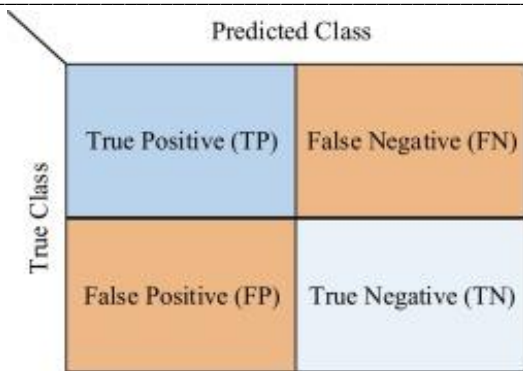 Predicted Class
True Class
True Positive (TP)
False Negative (FN)
False Positive (FP)
True Negative (TN)